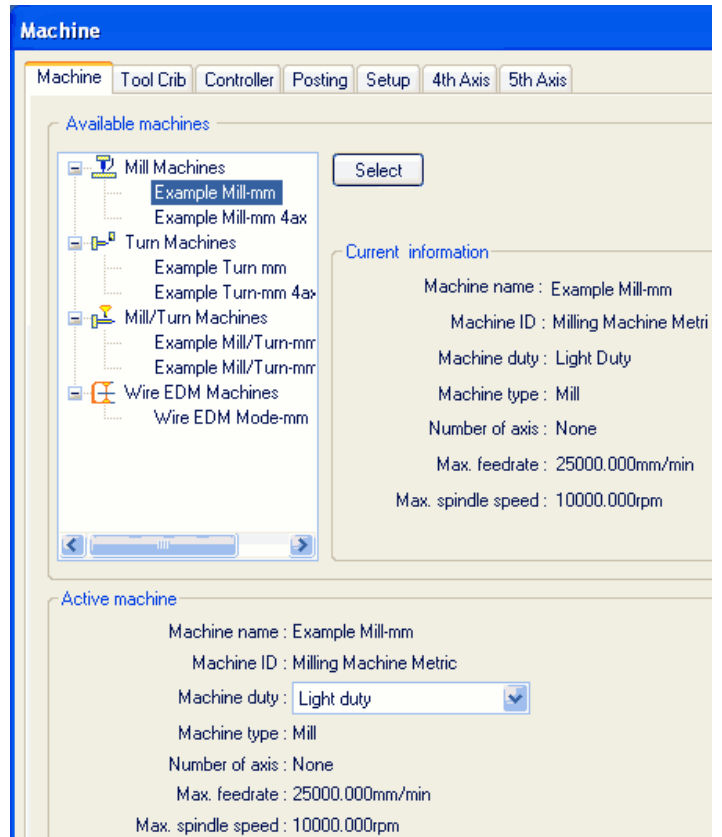 Machine
Machine Tool Crib Controller Posting Setup 4th Axis 5th Axis
Available machines
Mill Machines
Example Mill-mm
Example Mill-mm 4ax
Turn Machines
Example Turn mm
Example Turn-mm 4ax
Mill/Turn Machines
Example Mill/Turn-mm
Example Mill/Turn-mm
Wire EDM Machines
Wire EDM Mode-mm
Select
Current information
Machine name : Example Mill-mm
Machine ID : Milling Machine Metri
Machine duty : Light Duty
Machine type : Mill
Number of axis : None
Max. feedrate : 25000.000mm/min
Max. spindle speed : 10000.000rpm
Active machine
Machine name : Example Mill-mm
Machine ID : Milling Machine Metric
Machine duty : Light duty
Machine type : Mill
Number of axis : None
Max. feedrate : 25000.000mm/min
Max. spindle speed : 10000.000rpm